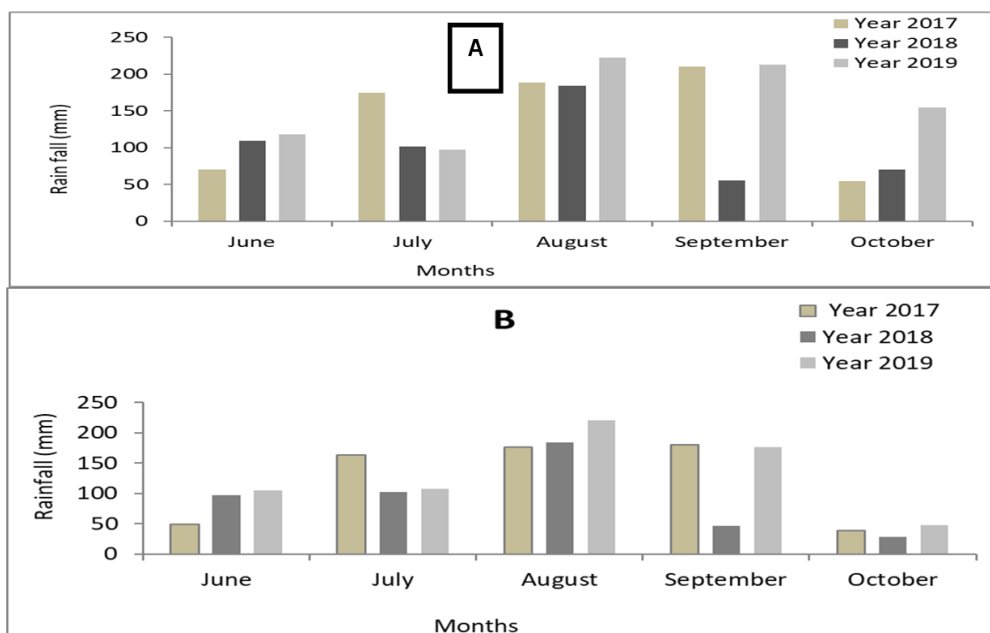 A
Year 2017
Year 2018
Year 2019
Rain fall (mm)
250
200
150
100
50
0
June July August September October
Months
B
Year 2017
Year 2018
Year 2019
Rainfall (mm)
250
200
150
100
50
0
June July August September October
Months